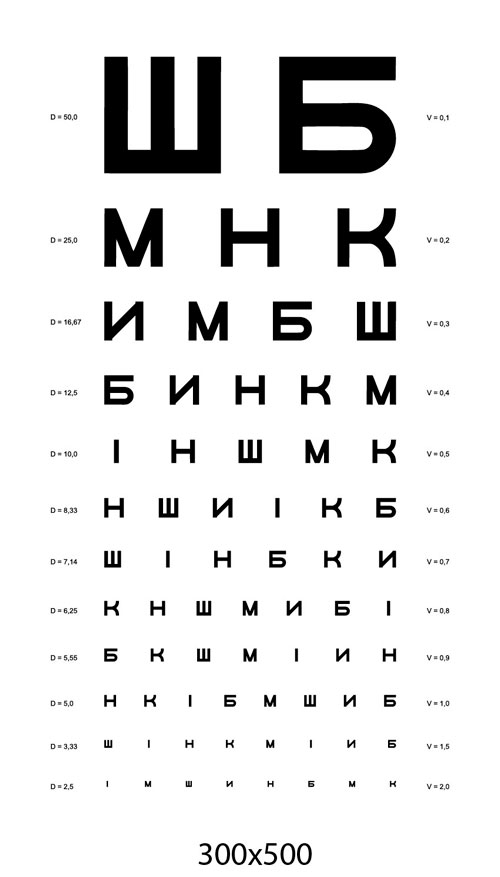 D = 50,0 Ш Б V = 0,1
D = 25,0 М Н К V = 0,2
D = 16,67 И М Б Ш V = 0,3
D = 12,5 Б И Н К М V = 0,4
D = 10,0 І Н Ш М К V = 0,5
D = 8,33 Н Ш И І К Б V = 0,6
D = 7,14 Ш І Н Б К И V = 0,7
D = 6,25 К Н Ш М И Б І V = 0,8
D = 5,55 Б К Ш М І И Н V = 0,9
D = 5,0 Н К І Б М Ш И Б V = 1,0
D = 3,33 Ш І Н К М І И Б V = 1,5
D = 2,5 І М Ш И Н Б М К V = 2,0
300x500